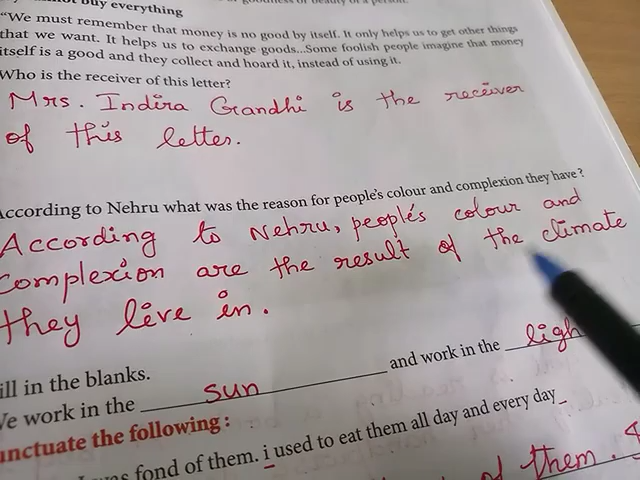 buy everything
"We must remember that money is no good by itself. It only helps us to get other things
that we want. It helps us to exchange goods...Some foolish people imagine that money
itself is a good and they collect and hoard it, instead of using it.
Who is the receiver of this letter?
Mrs. Indira Gandhi is the receiver
of this letter.
According to Nehru what was the reason for people's colour and complexion they have?
According to Nehru, people's colour and
complexion are the result of the climate
they live in.
ill in the blanks.
We work in the sun and work in the ligh
unctuate the following:
was fond of them. i used to eat them all day and every day_
of them.